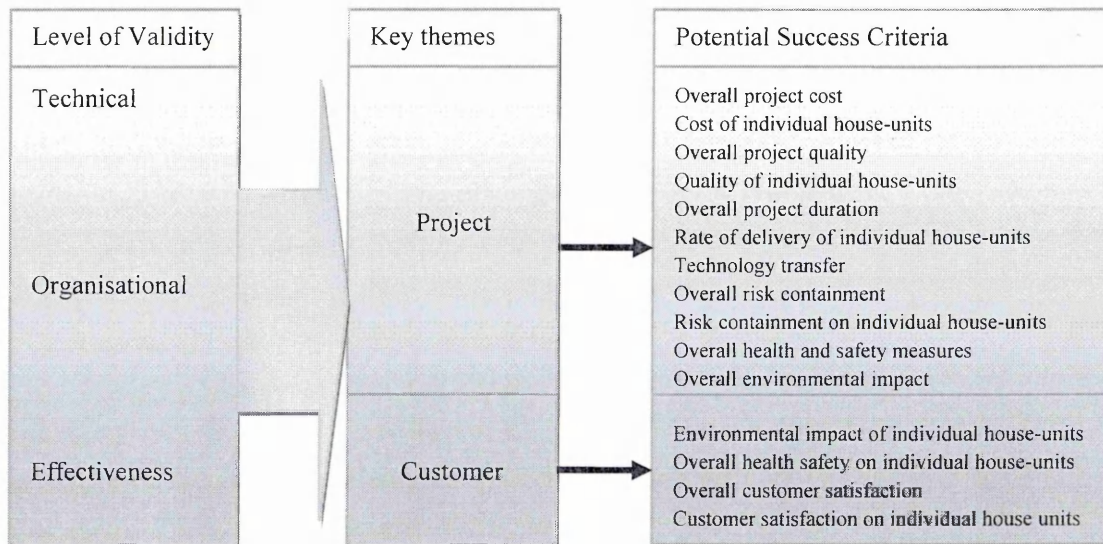 Level of Validity
Technical
Organisational
Effectiveness
Key themes
Project
Customer
Potential Success Criteria
Overall project cost
Cost of individual house-units
Overall project quality
Quality of individual house-units
Overall project duration
Rate of delivery of individual house-units
Technology transfer
Overall risk containment
Risk containment on individual house-units
Overall health and safety measures
Overall environmental impact
Environmental impact of individual house-units
Overall health safety on individual house-units
Overall customer satisfaction
Customer satisfaction on individual house units